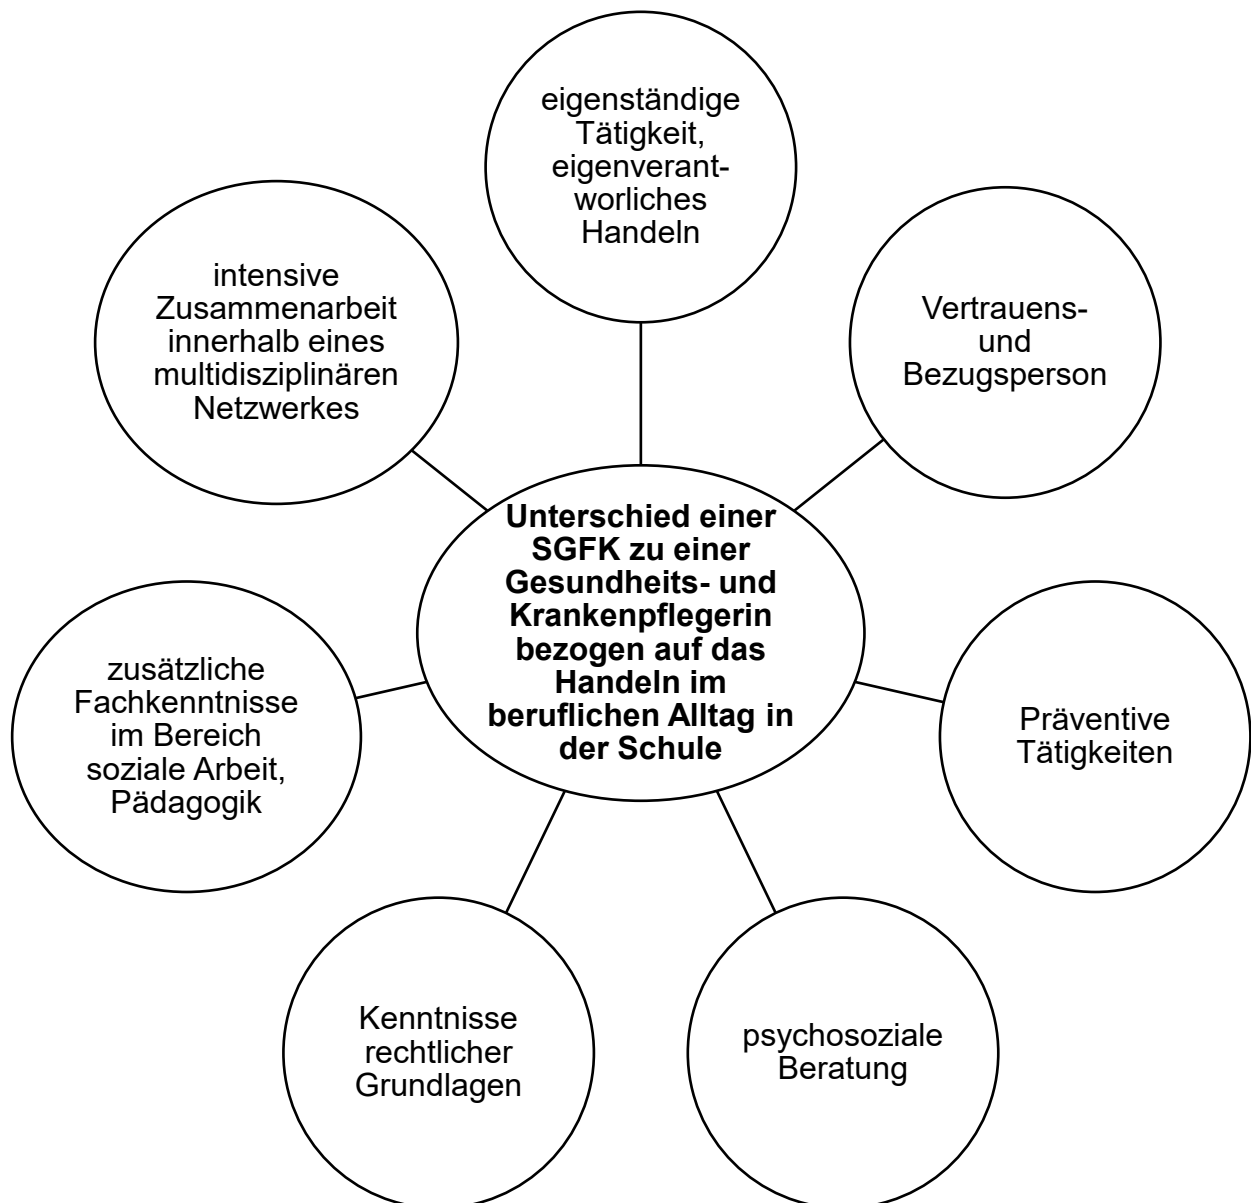 eigenständige
Tätigkeit,
eigenverant-
worliches
Handeln
Vertrauens-
und
Bezugsperson
Präventive
Tätigkeiten
psychosoziale
Beratung
Kenntnisse
rechtlicher
Grundlagen
zusätzliche
Fachkenntnisse
im Bereich
soziale Arbeit,
Pädagogik
intensive
Zusammenarbeit
innerhalb eines
multidisziplinären
Netzwerkes
Unterschied einer
SGFK zu einer
Gesundheits- und
Krankenpflegerin
bezogen auf das
Handeln im
beruflichen Alltag in
der Schule